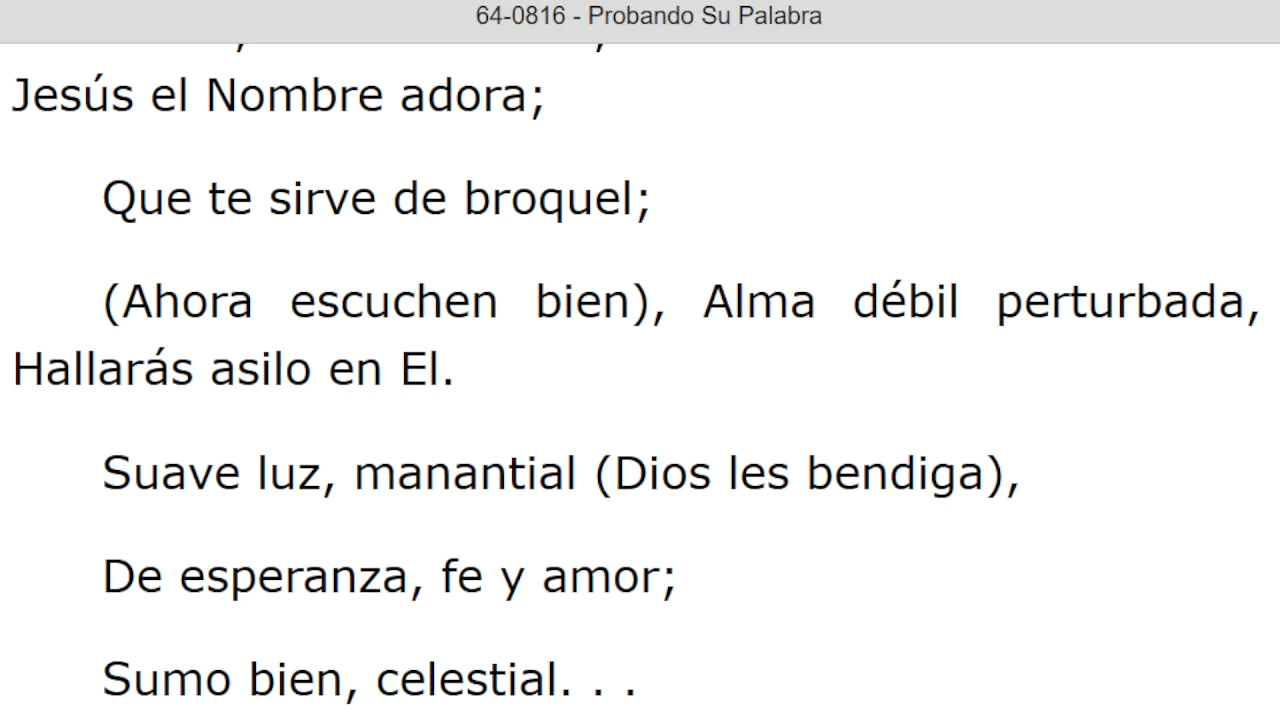 64-0816 - Probando Su Palabra
Jesús el Nombre adora;
Que te sirve de broquel;
(Ahora escuchen bien), Alma débil perturbada,
Hallarás asilo en El.
Suave luz, manantial (Dios les bendiga),
De esperanza, fe y amor;
Sumo bien, celestial. . .